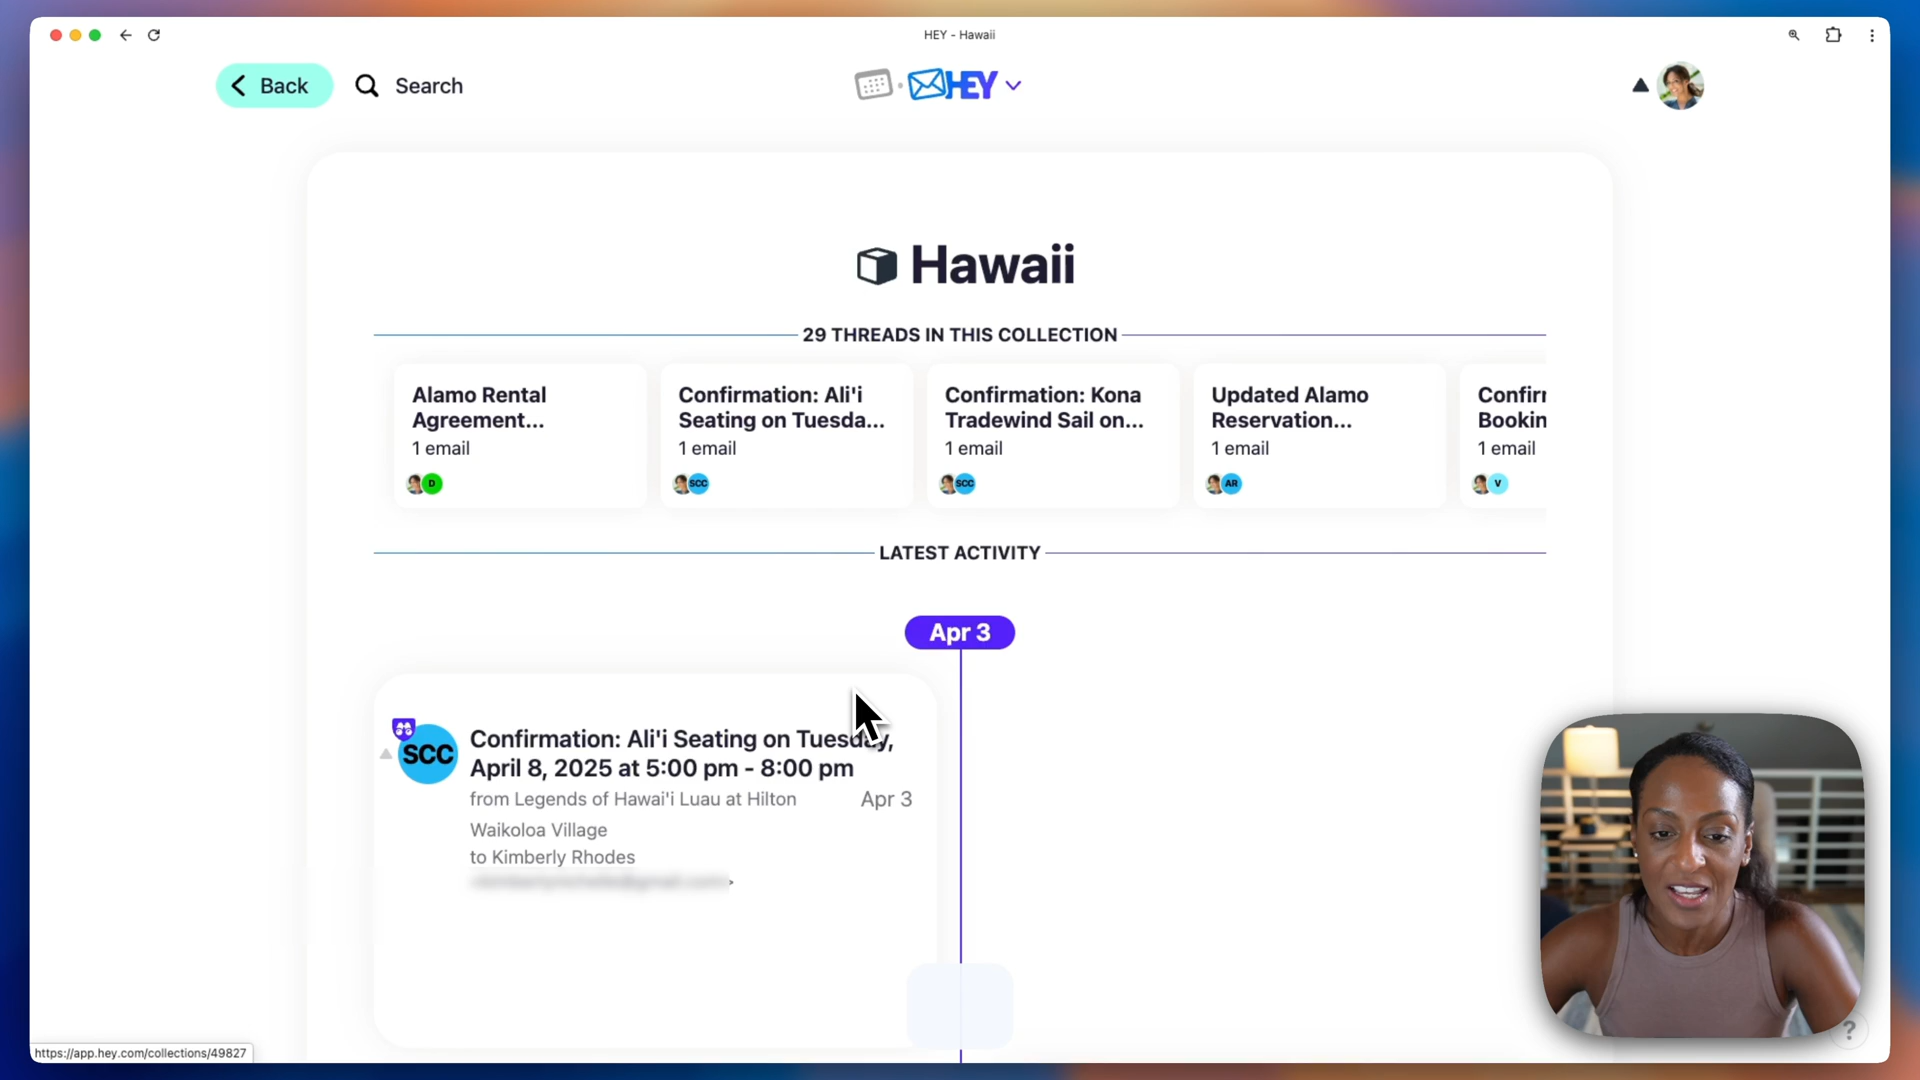 HEY - Hawaii
Back
Search
HEY
Hawaii
29 THREADS IN THIS COLLECTION
Alamo Rental
Agreement...
1 email
D
Confirmation: Ali'i
Seating on Tuesda...
1 email
SCC
Confirmation: Kona
Tradewind Sail on...
1 email
SCC
Updated Alamo
Reservation...
1 email
AR
Confir
Bookin
1 email
V
LATEST ACTIVITY
Apr 3
SCC
Confirmation: Ali'i Seating on Tuesday,
April 8, 2025 at 5:00 pm - 8:00 pm
from Legends of Hawai'i Luau at Hilton
Apr 3
Waikoloa Village
to Kimberly Rhodes
?
https://app.hey.com/collections/49827